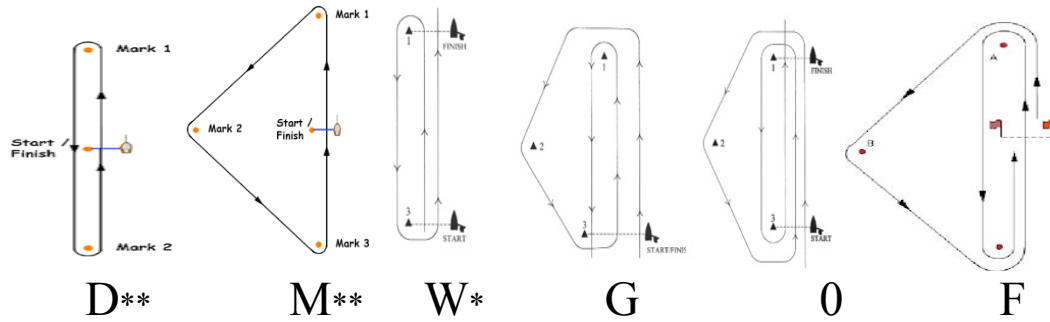 Mark 1
Start /
Finish
Mark 2
D**
Mark 1
Mark 2
Start /
Finish
Mark 3
M**
1
FINISH
3
START
W*
1
2
3
START/FINIS
G
1
FINISH
2
3
START
0
A
B
F